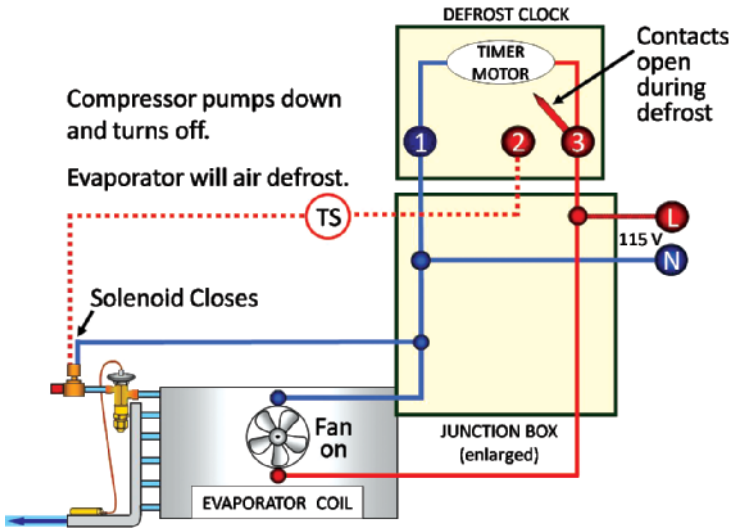 DEFROST CLOCK
TIMER
MOTOR
Contacts
open
during
defrost
Compressor pumps down
and turns off.
Evaporator will air defrost.
1
2
3
TS
L
115 V
N
Solenoid Closes
Fan
on
JUNCTION BOX
(enlarged)
EVAPORATOR COIL